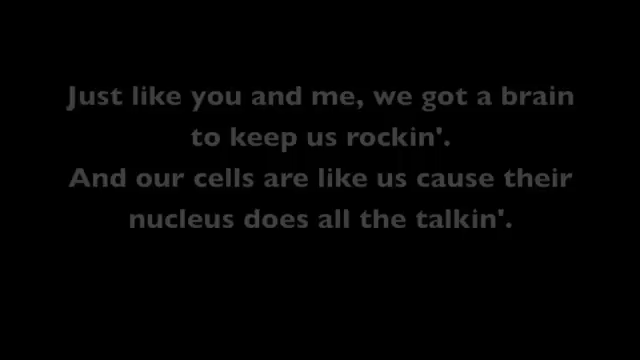 Just like you and me, we got a brain
to keep us rockin'.
And our cells are like us cause their
nucleus does all the talkin'.